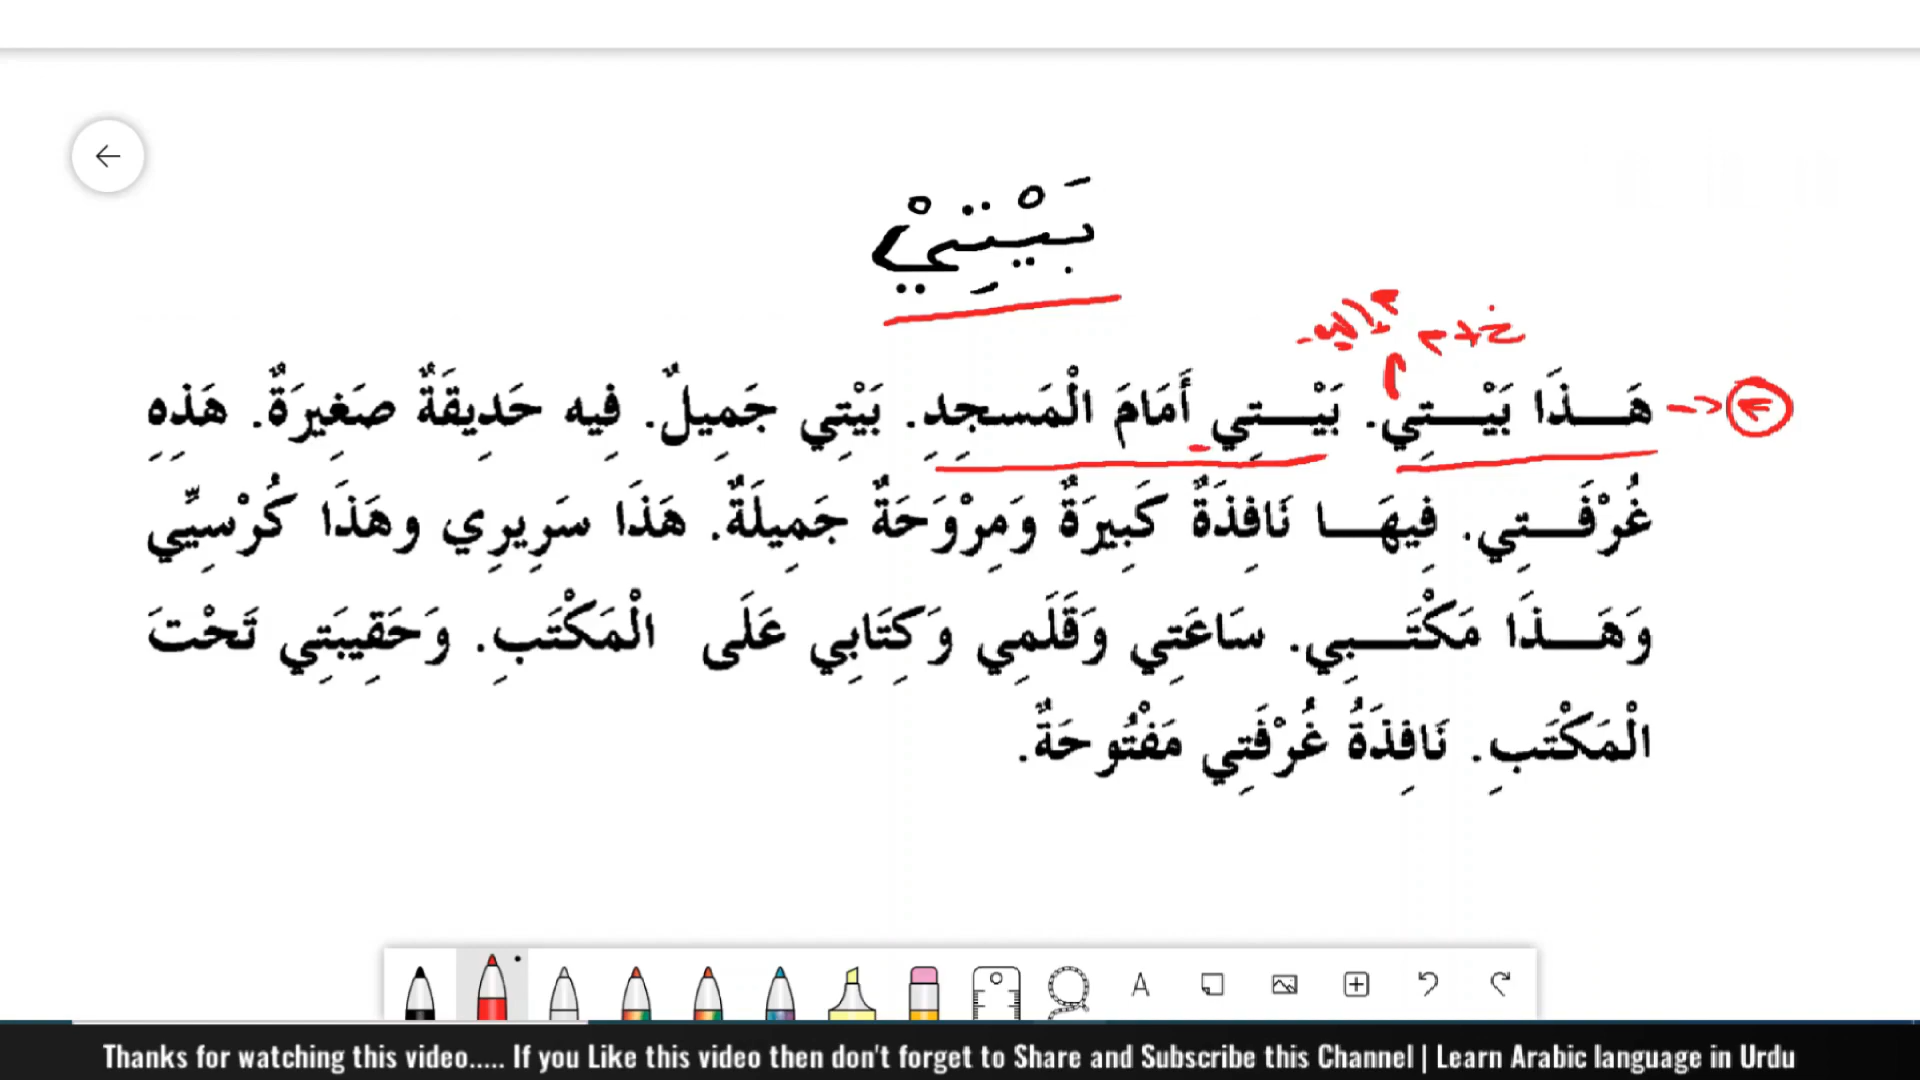 بَيْتِيْ
م + خ
هَـــذَا بَيْـــتِي. بَيْـــتِي أَمَامَ الْمَسجِدِ. بَيْتِي جَمِيلٌ. فِيه حَدِيقَةٌ صَغِيرَةٌ. هَذِهِ
غُرْفَـــتِي. فِيهَـــا نَافِذَةٌ كَبِيرَةٌ وَمِرْوَحَةٌ جَمِيلَةٌ. هَذَا سَرِيرِي وهَذَا كُرْسِيِّي
وَهَـــذَا مَكْتَـــبِي. سَاعَتِي وَقَلَمِي وَكِتَابِي عَلَى الْمَكْتَبِ. وَحَقِيبَتِي تَحْتَ
الْمَكْتَبِ. نَافِذَةُ غُرْفَتِي مَفْتُوحَةٌ.
Thanks for watching this video..... If you Like this video then don't forget to Share and Subscribe this Channel | Learn Arabic language in Urdu